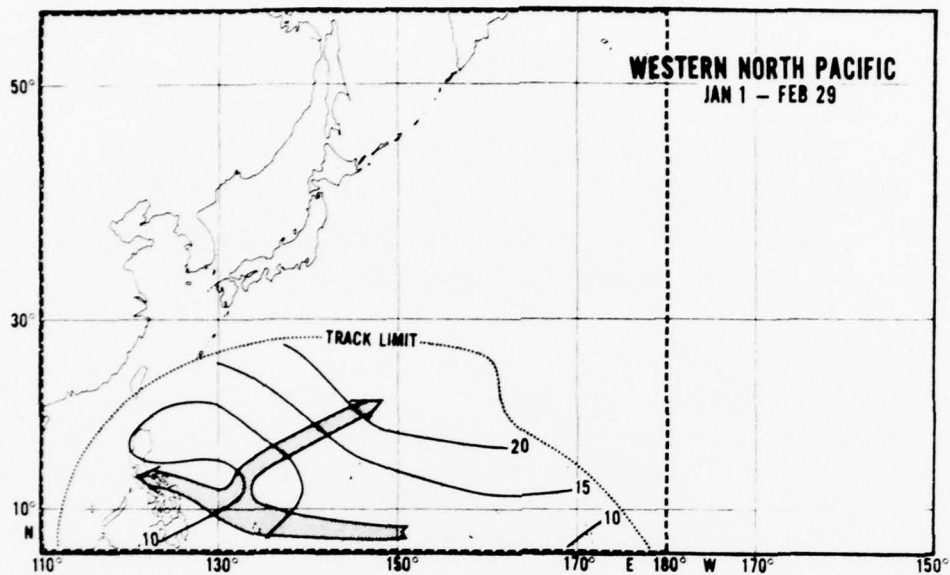 WESTERN NORTH PACIFIC
JAN 1 – FEB 29
50°
30°
TRACK LIMIT
20
15
10°
10
10
N
110°
130°
150°
170°
E
180°
W
170°
150°